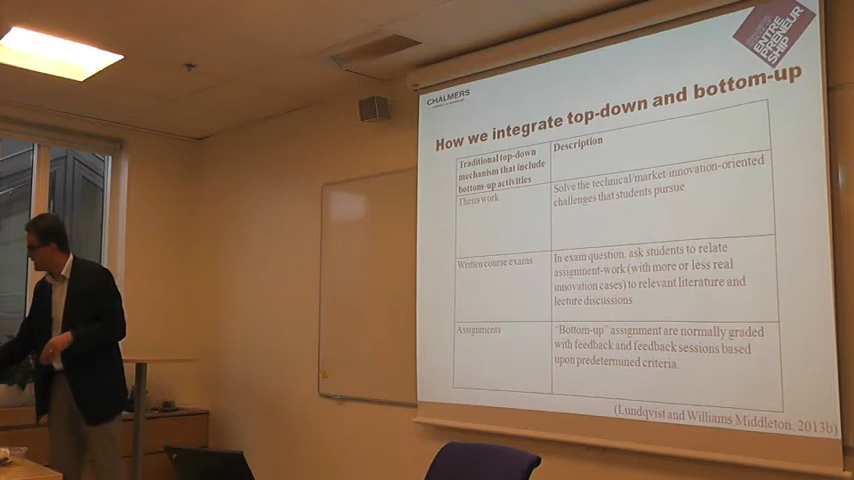 CHALMERS
ENTRE
PRENEUR
SHIP
How we integrate top-down and bottom-up
Traditional top-down
mechanism that include
bottom-up activities
Description
Thesis work
Solve the technical/market/innovation-oriented
challenges that students pursue
Written course exams
In exam question, ask students to relate
assignment-work (with more or less real
innovation cases) to relevant literature and
lecture discussions
Assignments
"Bottom-up" assignment are normally graded
with feedback and feedback sessions based
upon predetermined criteria.
(Lundqvist and Williams Middleton, 2013b)